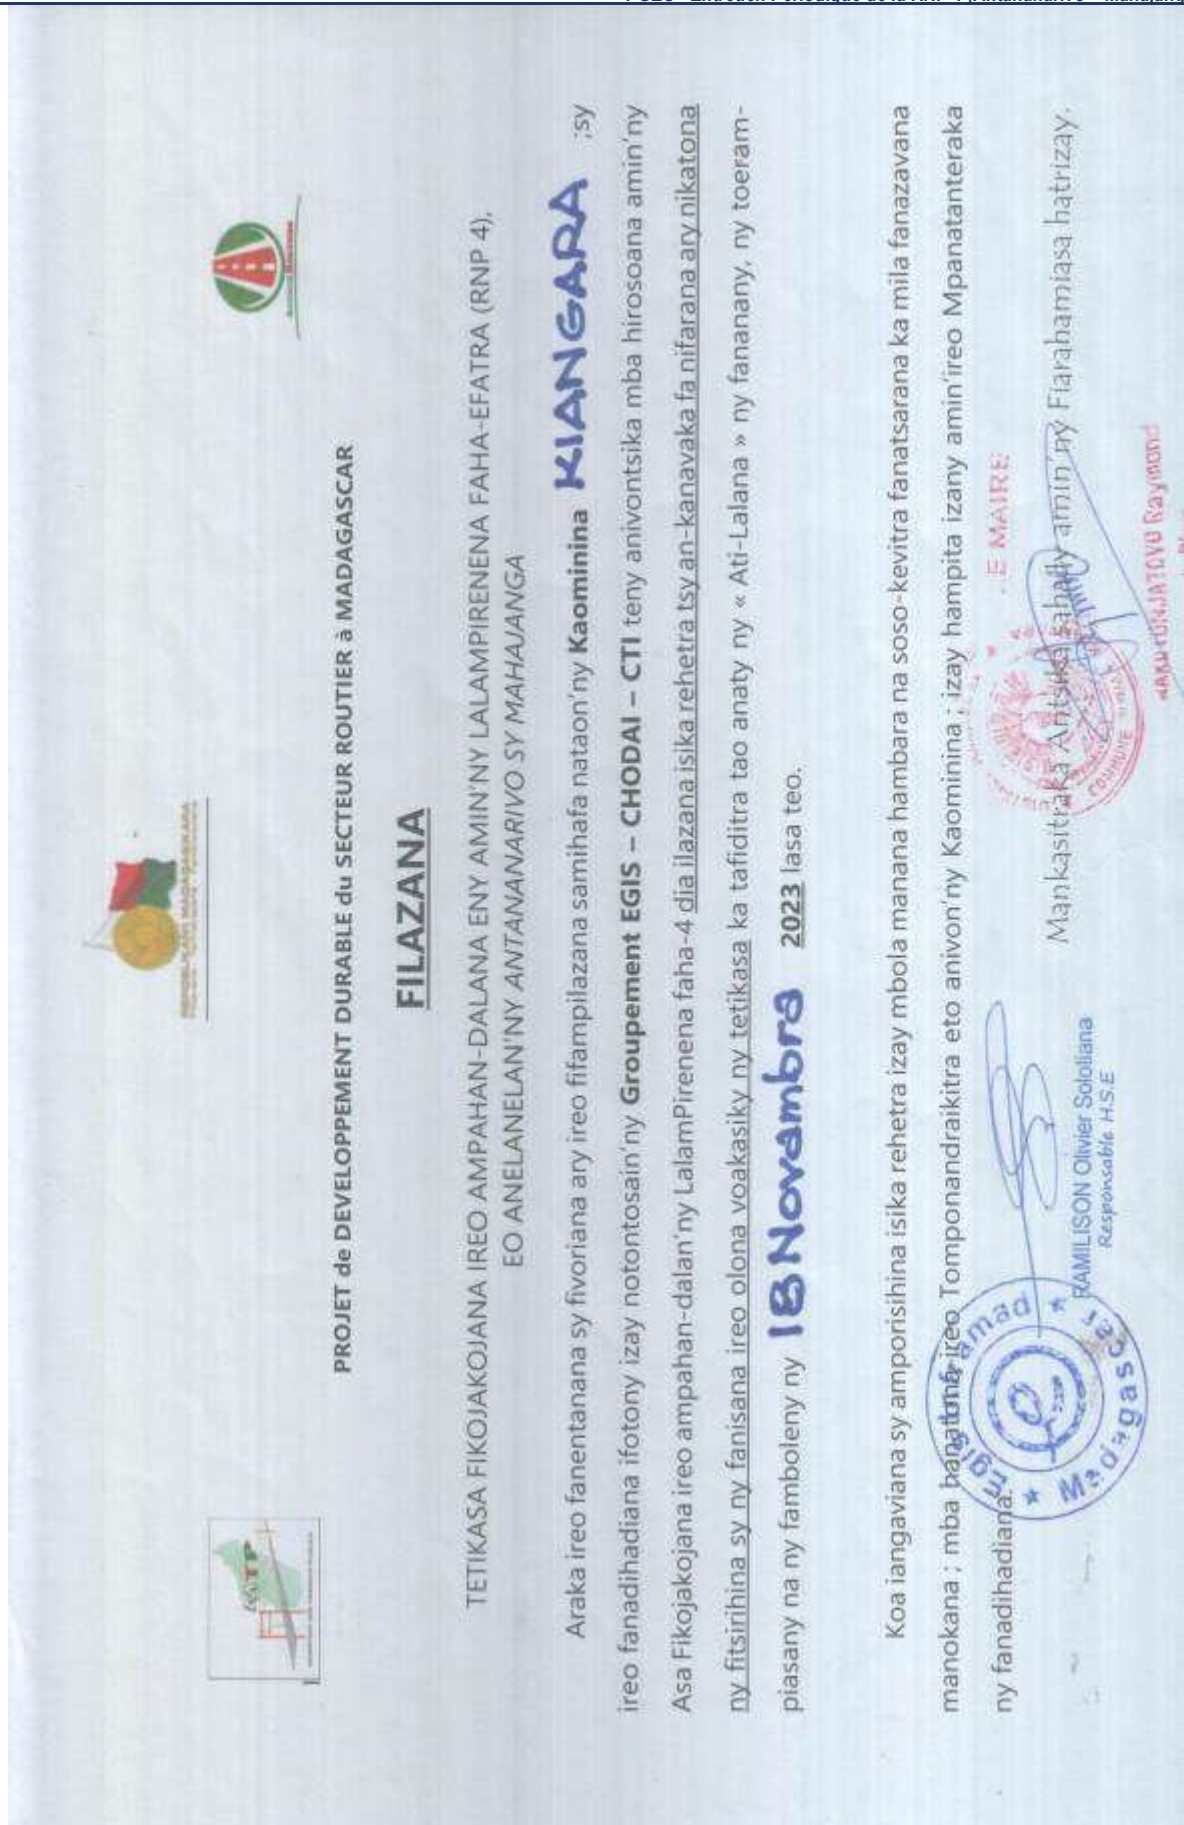 PROJET de DEVELOPPEMENT DURABLE du SECTEUR ROUTIER à MADAGASCAR
FILAZANA
TETIKASA FIKOJAKOJANA IREO AMPAHAN-DALANA ENY AMIN'NY LALAMPIRENENA FAHA-EFATRA (RNP 4),
EO ANELANELAN'NY ANTANANARIVO SY MAHAJANGA
Araka ireo fanentanana sy fivoriana ary ireo fifampilazana samihafa nataon'ny Kaominina KIANGARA ;sy
ireo fanadihadiana ifotony izay notontosain'ny Groupement EGIS – CHODAI – CTI teny anivontsika mba hirosoana amin'ny
Asa Fikojakojana ireo ampahan-dalan'ny LalamPirenena faha-4 dia ilazana isika rehetra tsy an-kanavaka fa nifarana ary nikatona
ny fitsirihina sy ny fanisana ireo olona voakasiky ny tetikasa ka tafiditra tao anaty ny « Ati-Lalana » ny fananany, ny toeram-
piasany na ny famboleny ny 18 Novambra 2023 lasa teo.
Koa iangaviana sy amporisihina isika rehetra izay mbola manana hambara na soso-kevitra fanatsarana ka mila fanazavana
manokana ; mba hanatona ireo Tomponandraikitra eto anivon'ny Kaominina ; izay hampita izany amin'ireo Mpanatanteraka
ny fanadihadiana.
Mankasitraka Antsika sahady amin'ny Fiarahamiasa hatrizay.
LE MAIRE
RAMILISON Olivier Solotiana
Responsable H.S.E
Madagascar
COMMUNE
Raymond